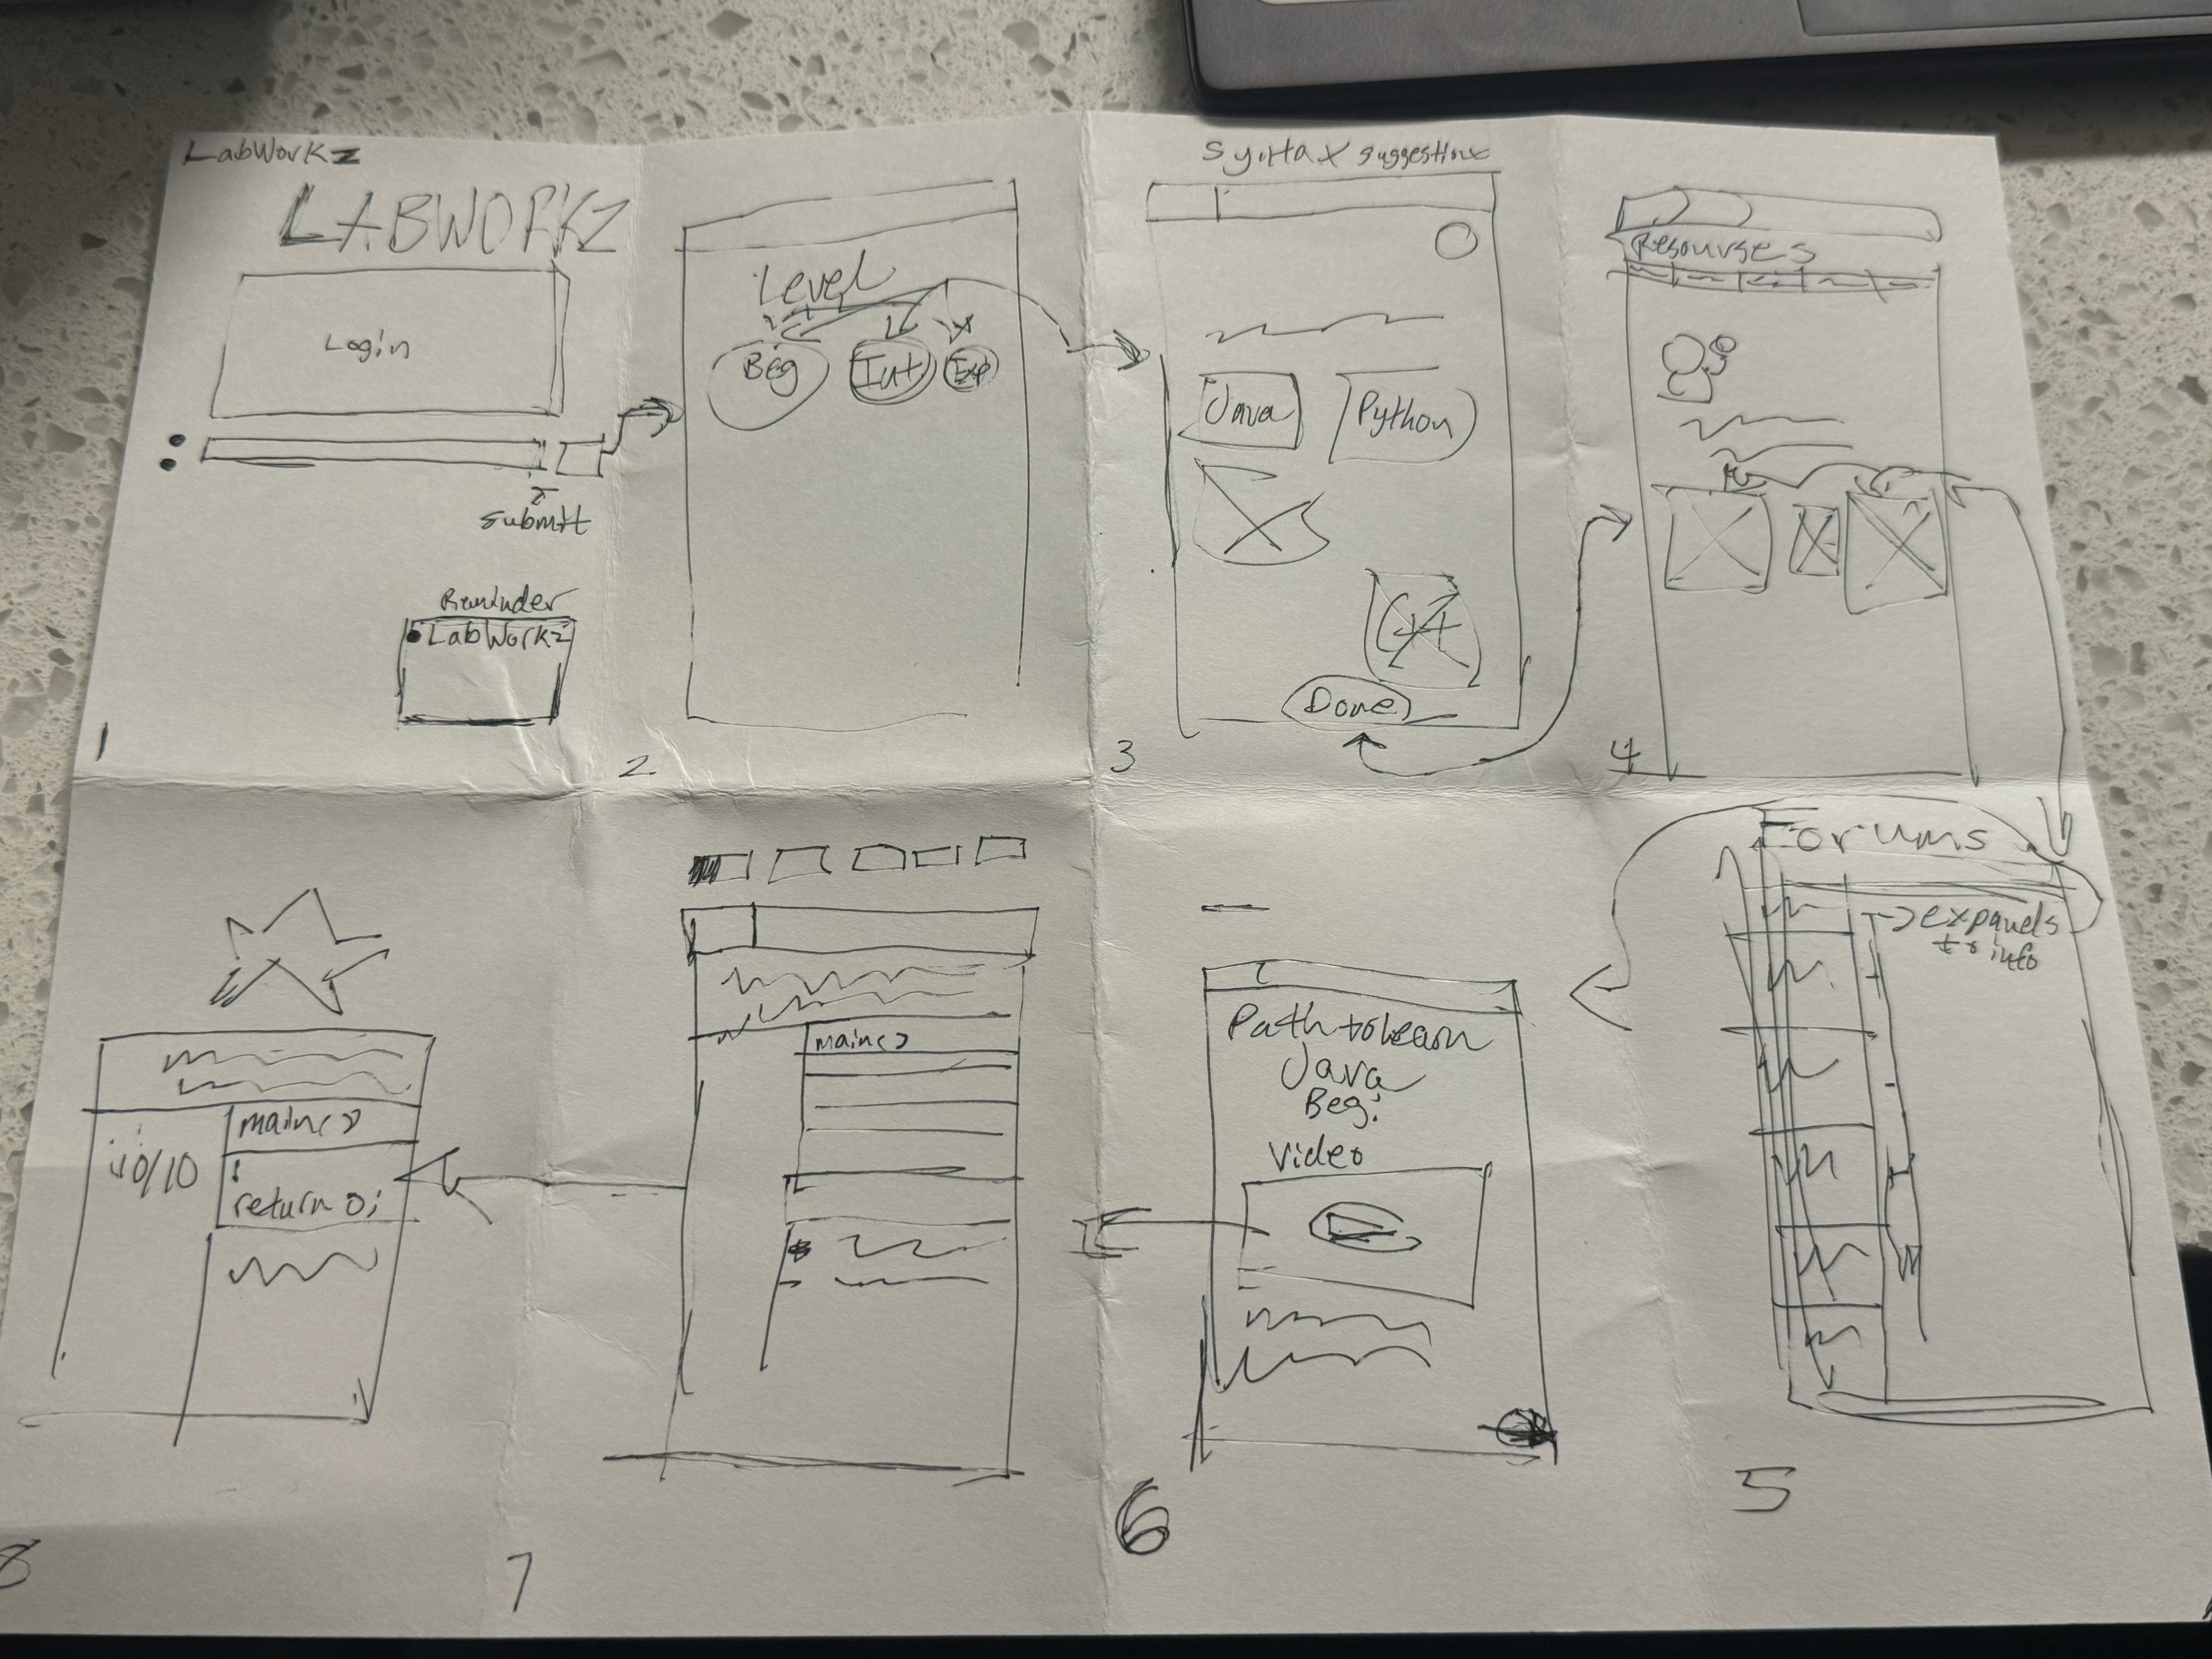 LabWorkz
LABWORKZ
Login
Submit
Reminder
LabWorkz
1
Level
Beg
Int
Exp
2
Syntax suggestions
Java
Python
C++
Done
3
Resourses
4
Forums
expands
to info
5
Path to learn
Java
Beg:
Video
6
main()
7
10/10
main()
return 0;
8